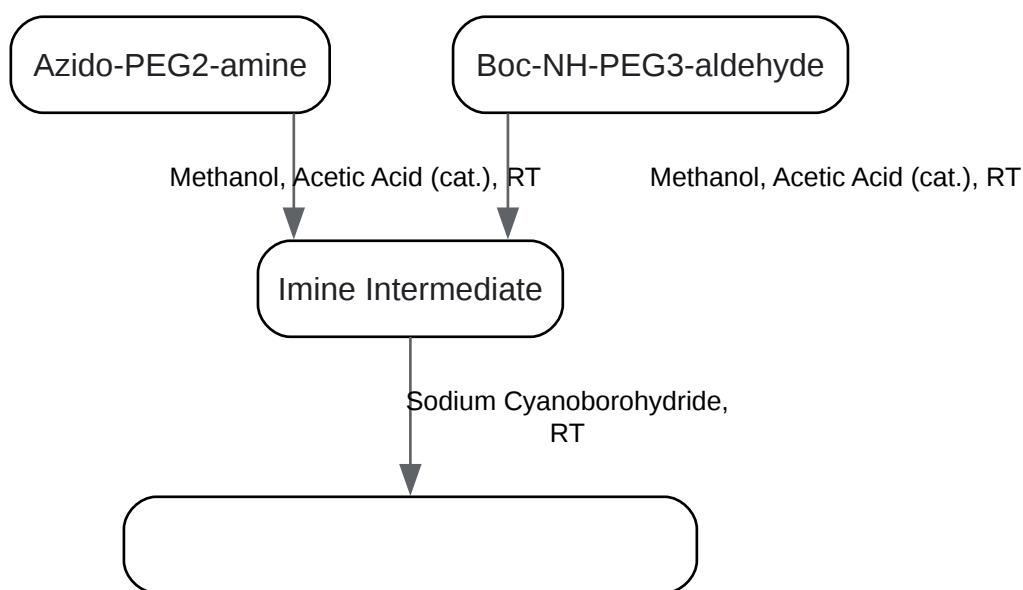 Azido-PEG2-amine
Boc-NH-PEG3-aldehyde
Methanol, Acetic Acid (cat.), RT
Methanol, Acetic Acid (cat.), RT
Imine Intermediate
Sodium Cyanoborohydride,
RT